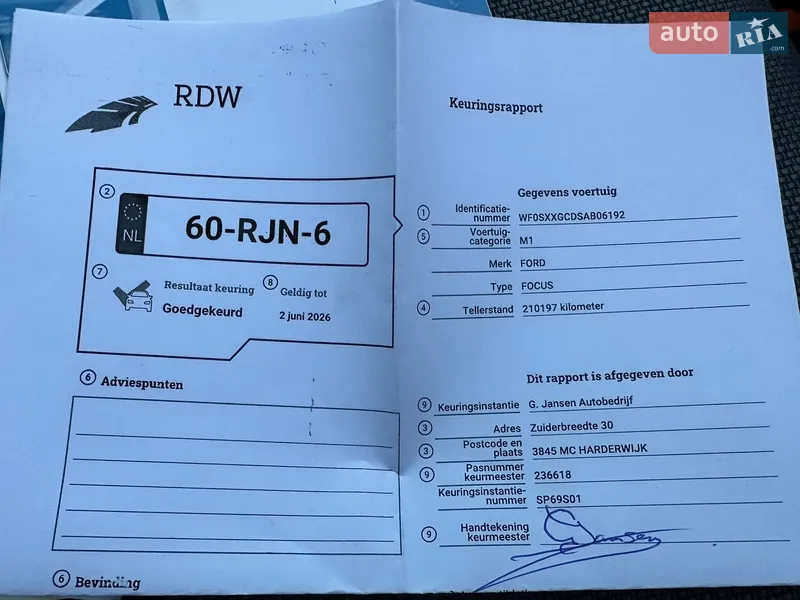 auto RIA .com
RDW
Keuringsrapport
2
NL
60-RJN-6
7
Resultaat keuring
Goedgekeurd
8
Geldig tot
2 juni 2026
Gegevens voertuig
1 Identificatie-
nummer WF0SXXGCDSAB06192
5 Voertuig-
categorie M1
Merk FORD
Type FOCUS
4 Tellerstand 210197 kilometer
6 Adviespunten
Dit rapport is afgegeven door
9 Keuringsinstantie G. Jansen Autobedrijf
3 Adres Zuiderbreedte 30
3 Postcode en
plaats 3845 MC HARDERWIJK
9 Pasnummer
keurmeester 236618
Keuringsinstantie-
nummer SP69S01
9 Handtekening
keurmeester GJansen
6 Bevinding